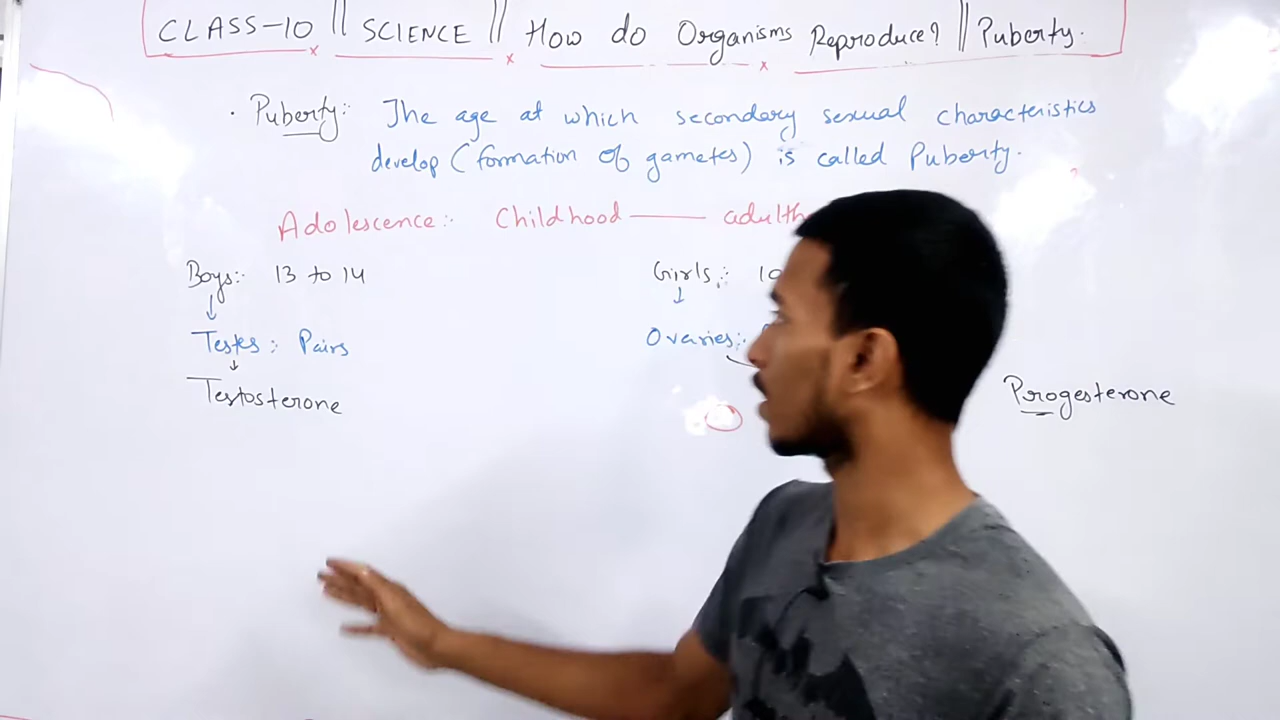 CLASS-10 || SCIENCE || How do Organisms Reproduce? || Puberty.
. Puberty:- The age at which secondary sexual characteristics
develop (formation of gametes) is called Puberty.
Adolescence:- Childhood —— adulth
Boys:- 13 to 14
Girls:- 10
Testes: Pairs
Ovaries:-
Testosterone
Progesterone